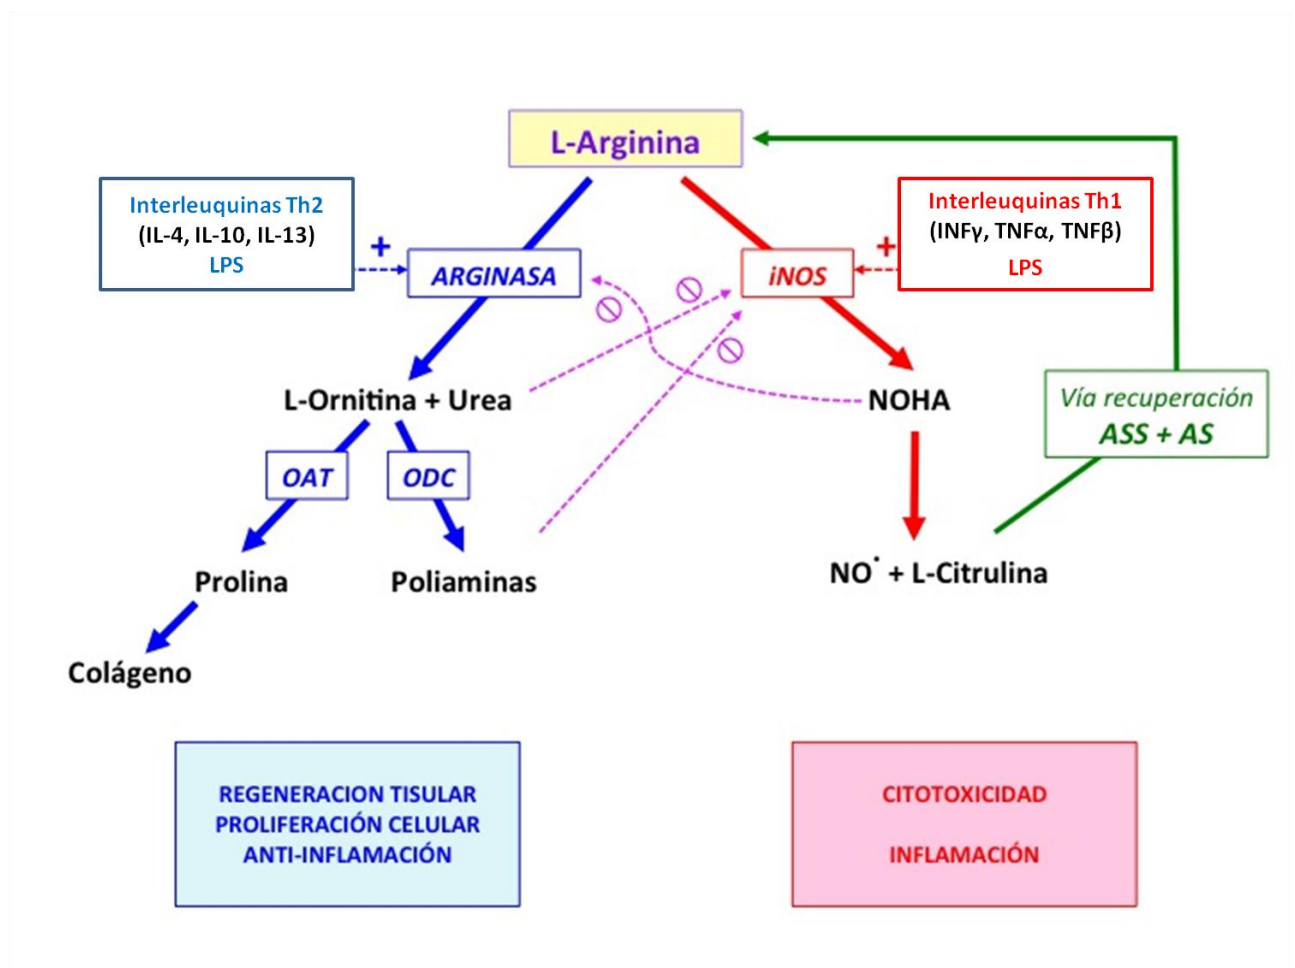 L-Arginina
Interleuquinas Th2
(IL-4, IL-10, IL-13)
LPS
+
ARGINASA
iNOS
+
Interleuquinas Th1
(INFγ, TNFα, TNFβ)
LPS
L-Ornitina + Urea
NOHA
Vía recuperación
ASS + AS
OAT
ODC
Prolina
Poliaminas
NO˙ + L-Citrulina
Colágeno
REGENERACION TISULAR
PROLIFERACIÓN CELULAR
ANTI-INFLAMACIÓN
CITOTOXICIDAD
INFLAMACIÓN